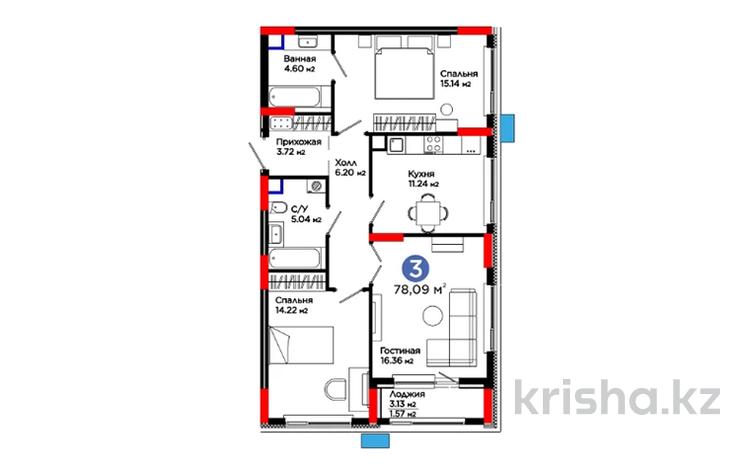 Ванная
4.60 м2
Спальня
15.14 м2
Прихожая
3.72 м2
Холл
6.20 м2
Кухня
11.24 м2
С/У
5.04 м2
3
78,09 м2
Спальня
14.22 м2
Гостиная
16.36 м2
Лоджия
3.13 м2
1.57 м2
krisha.kz